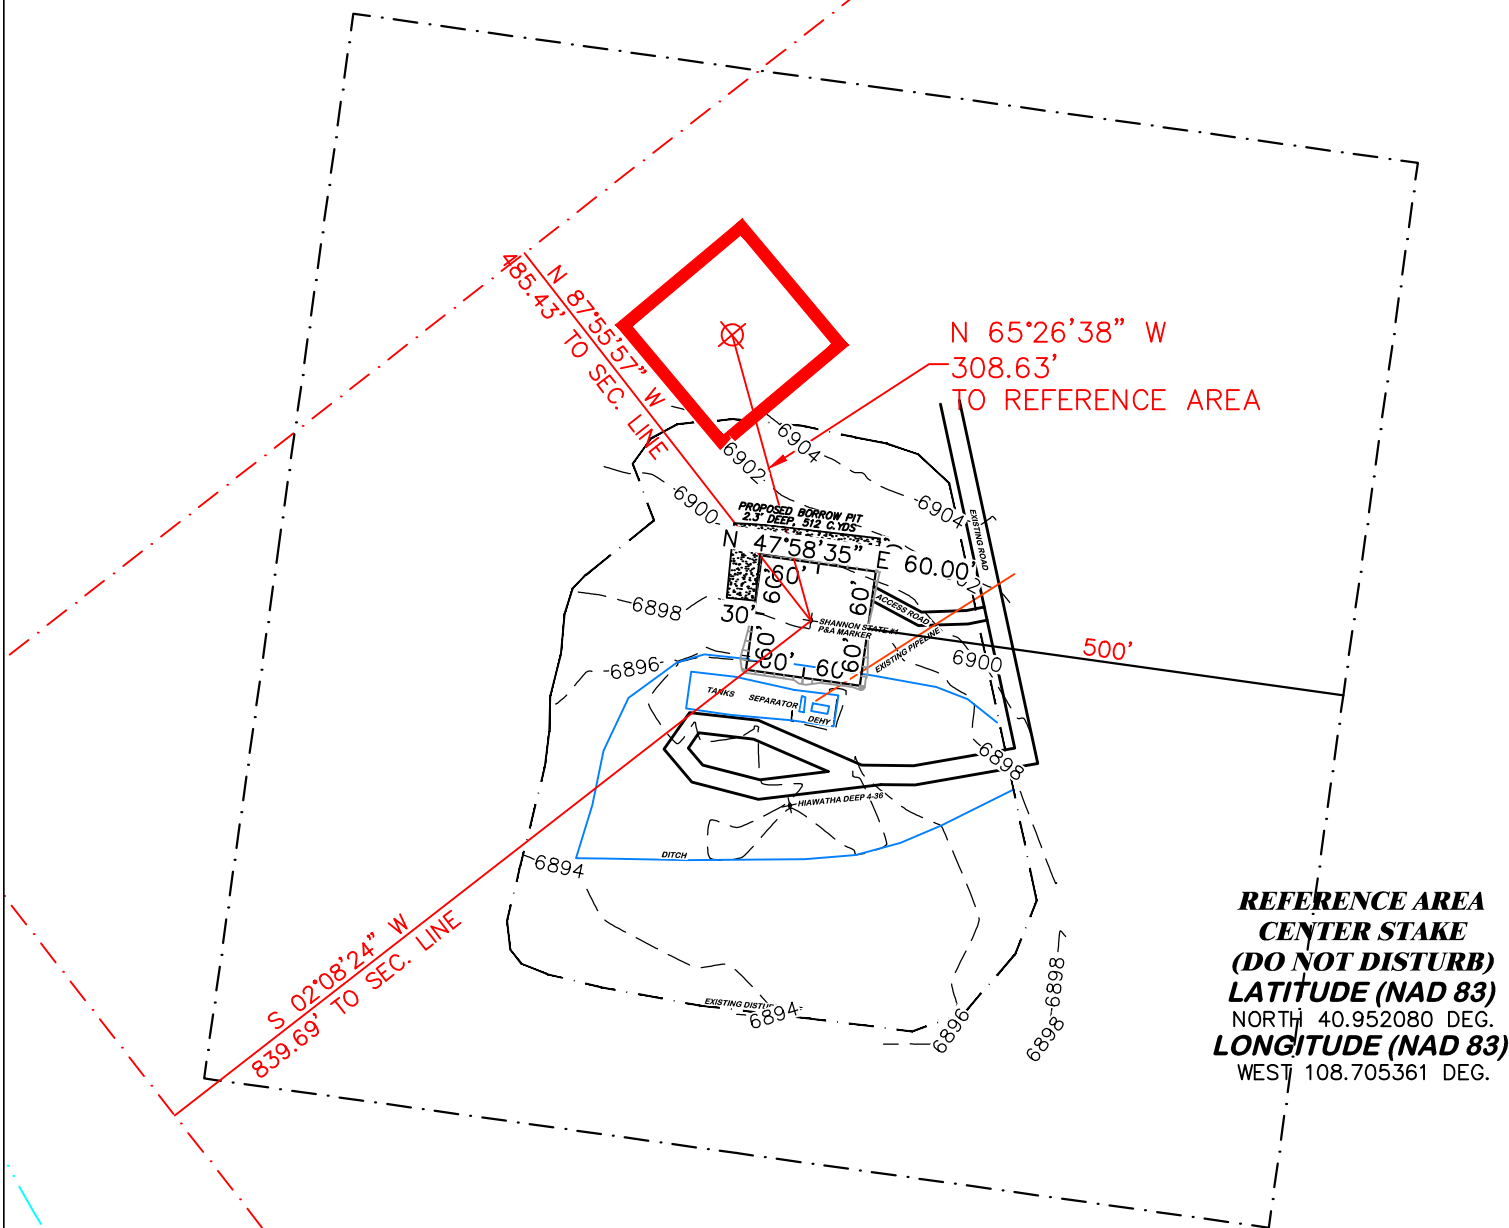 N 87°55'57" W
485.43' TO SEC. LINE
N 65°26'38" W
308.63'
TO REFERENCE AREA
6904
6902
6904
6900
PROPOSED BORROW PIT
2.3' DEEP, 512 C.YDS
EXISTING ROAD
N 47°58'35" E 60.00'
60'
60'
60'
30'
6898
ACCESS ROAD
SHANNON STATE #1
P&A MARKER
EXISTING PIPELINE
500'
60'
60'
60'
60'
6896
6900
TANKS
SEPARATOR
DEHY
6898
HIAWATHA DEEP 4-36
DITCH
6894
S 02°08'24" W
839.69' TO SEC. LINE
EXISTING DISTU
6894
6896
6898
6898
REFERENCE AREA
CENTER STAKE
(DO NOT DISTURB)
LATITUDE (NAD 83)
NORTH 40.952080 DEG.
LONGITUDE (NAD 83)
WEST 108.705361 DEG.